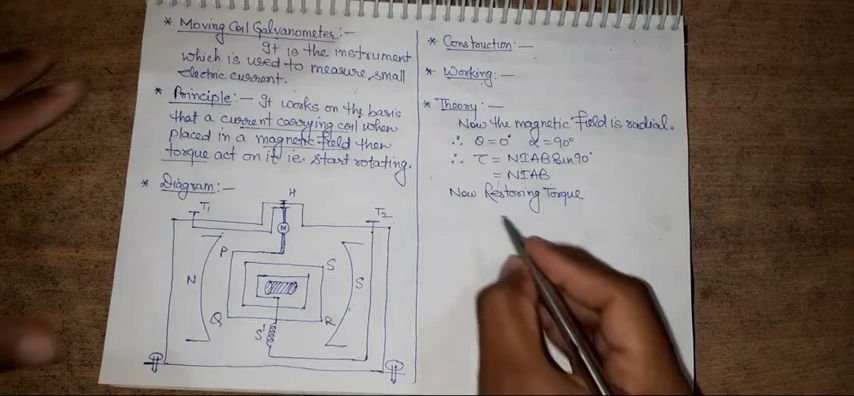 * Moving Coil Galvanometer:-
It is the instrument
which is used to measure small
electric current.
* Principle:- It works on the basis
that a current carrying coil when
placed in a magnetic field then
torque act on it ie. start rotating.
* Diagram:-
H
T₁
T₂
M
P
S
N
S
Q
R
S'
* Construction:-
* Working:-
* Theory:-
Now the magnetic field is radial.
∴ θ=0° α=90°
∴ τ = NIAB Sin90°
= NIAB
Now Restoring Torque